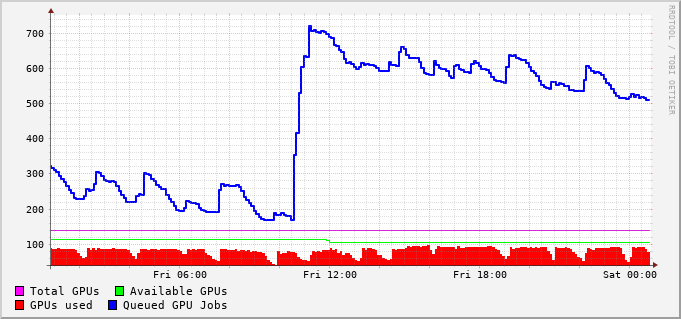 700
600
500
400
300
200
100
Fri 06:00 Fri 12:00 Fri 18:00 Sat 00:00
Total GPUs Available GPUs
GPUs used Queued GPU Jobs
RRDTOOL / TOBI OETIKER